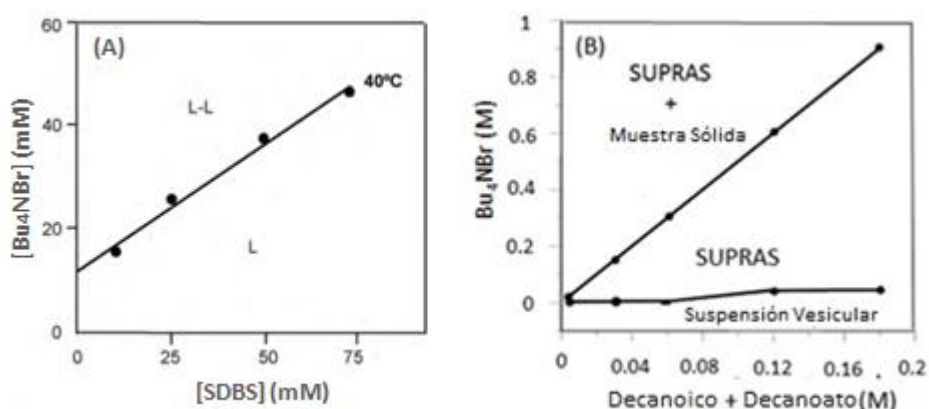 (A)
[Bu4NBr] (mM)
60
40
20
0
L-L
40ºC
L
0 25 50 75
[SDBS] (mM)
(B)
Bu₄NBr (M)
1
0.8
0.6
0.4
0.2
0
SUPRAS
+
Muestra Sólida
SUPRAS
Suspensión Vesicular
0 0.04 0.08 0.12 0.16 0.2
Decanoico + Decanoato (M)